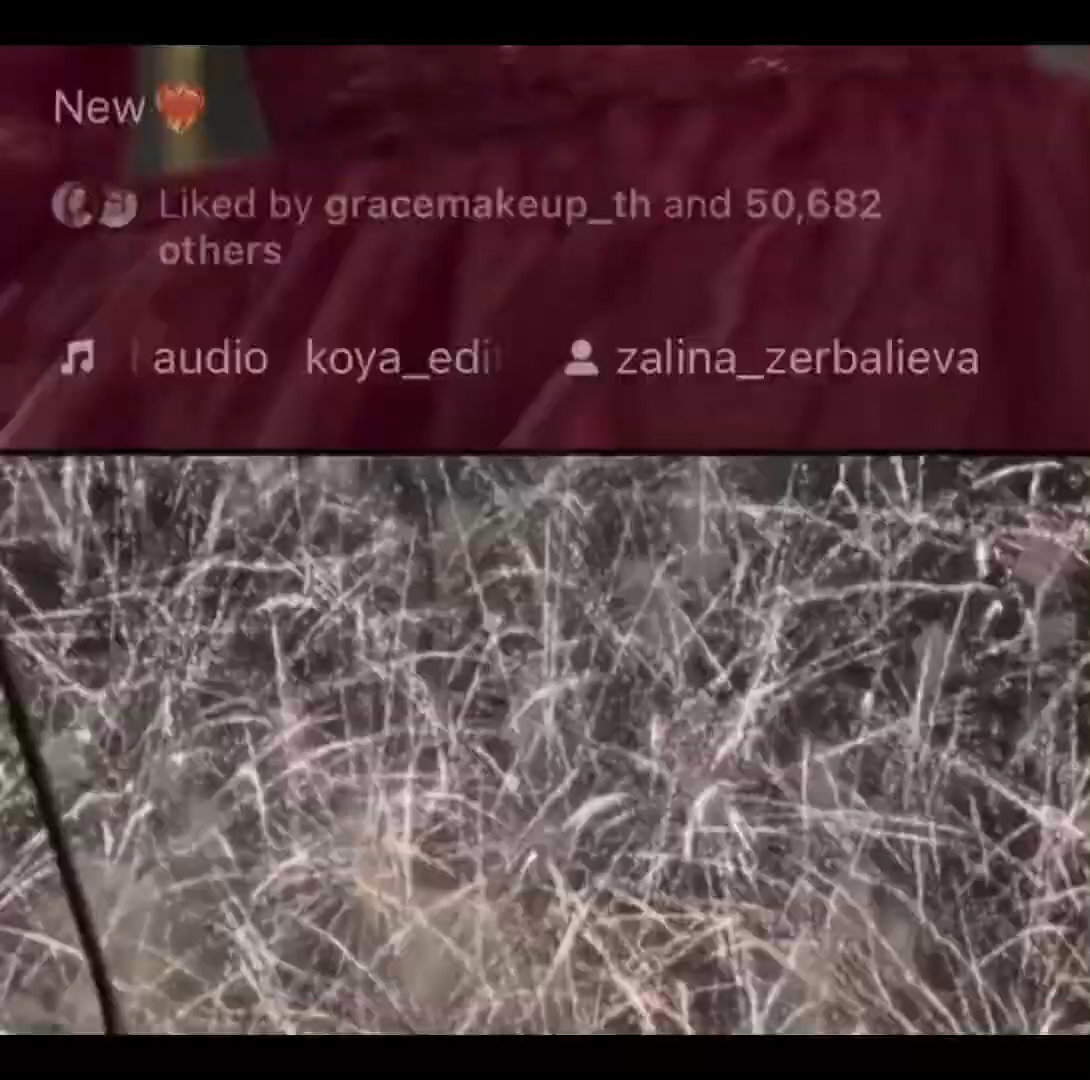 New❤️‍🔥
Liked by gracemakeup_th and 50,682
others
audio koya_edi zalina_zerbalieva